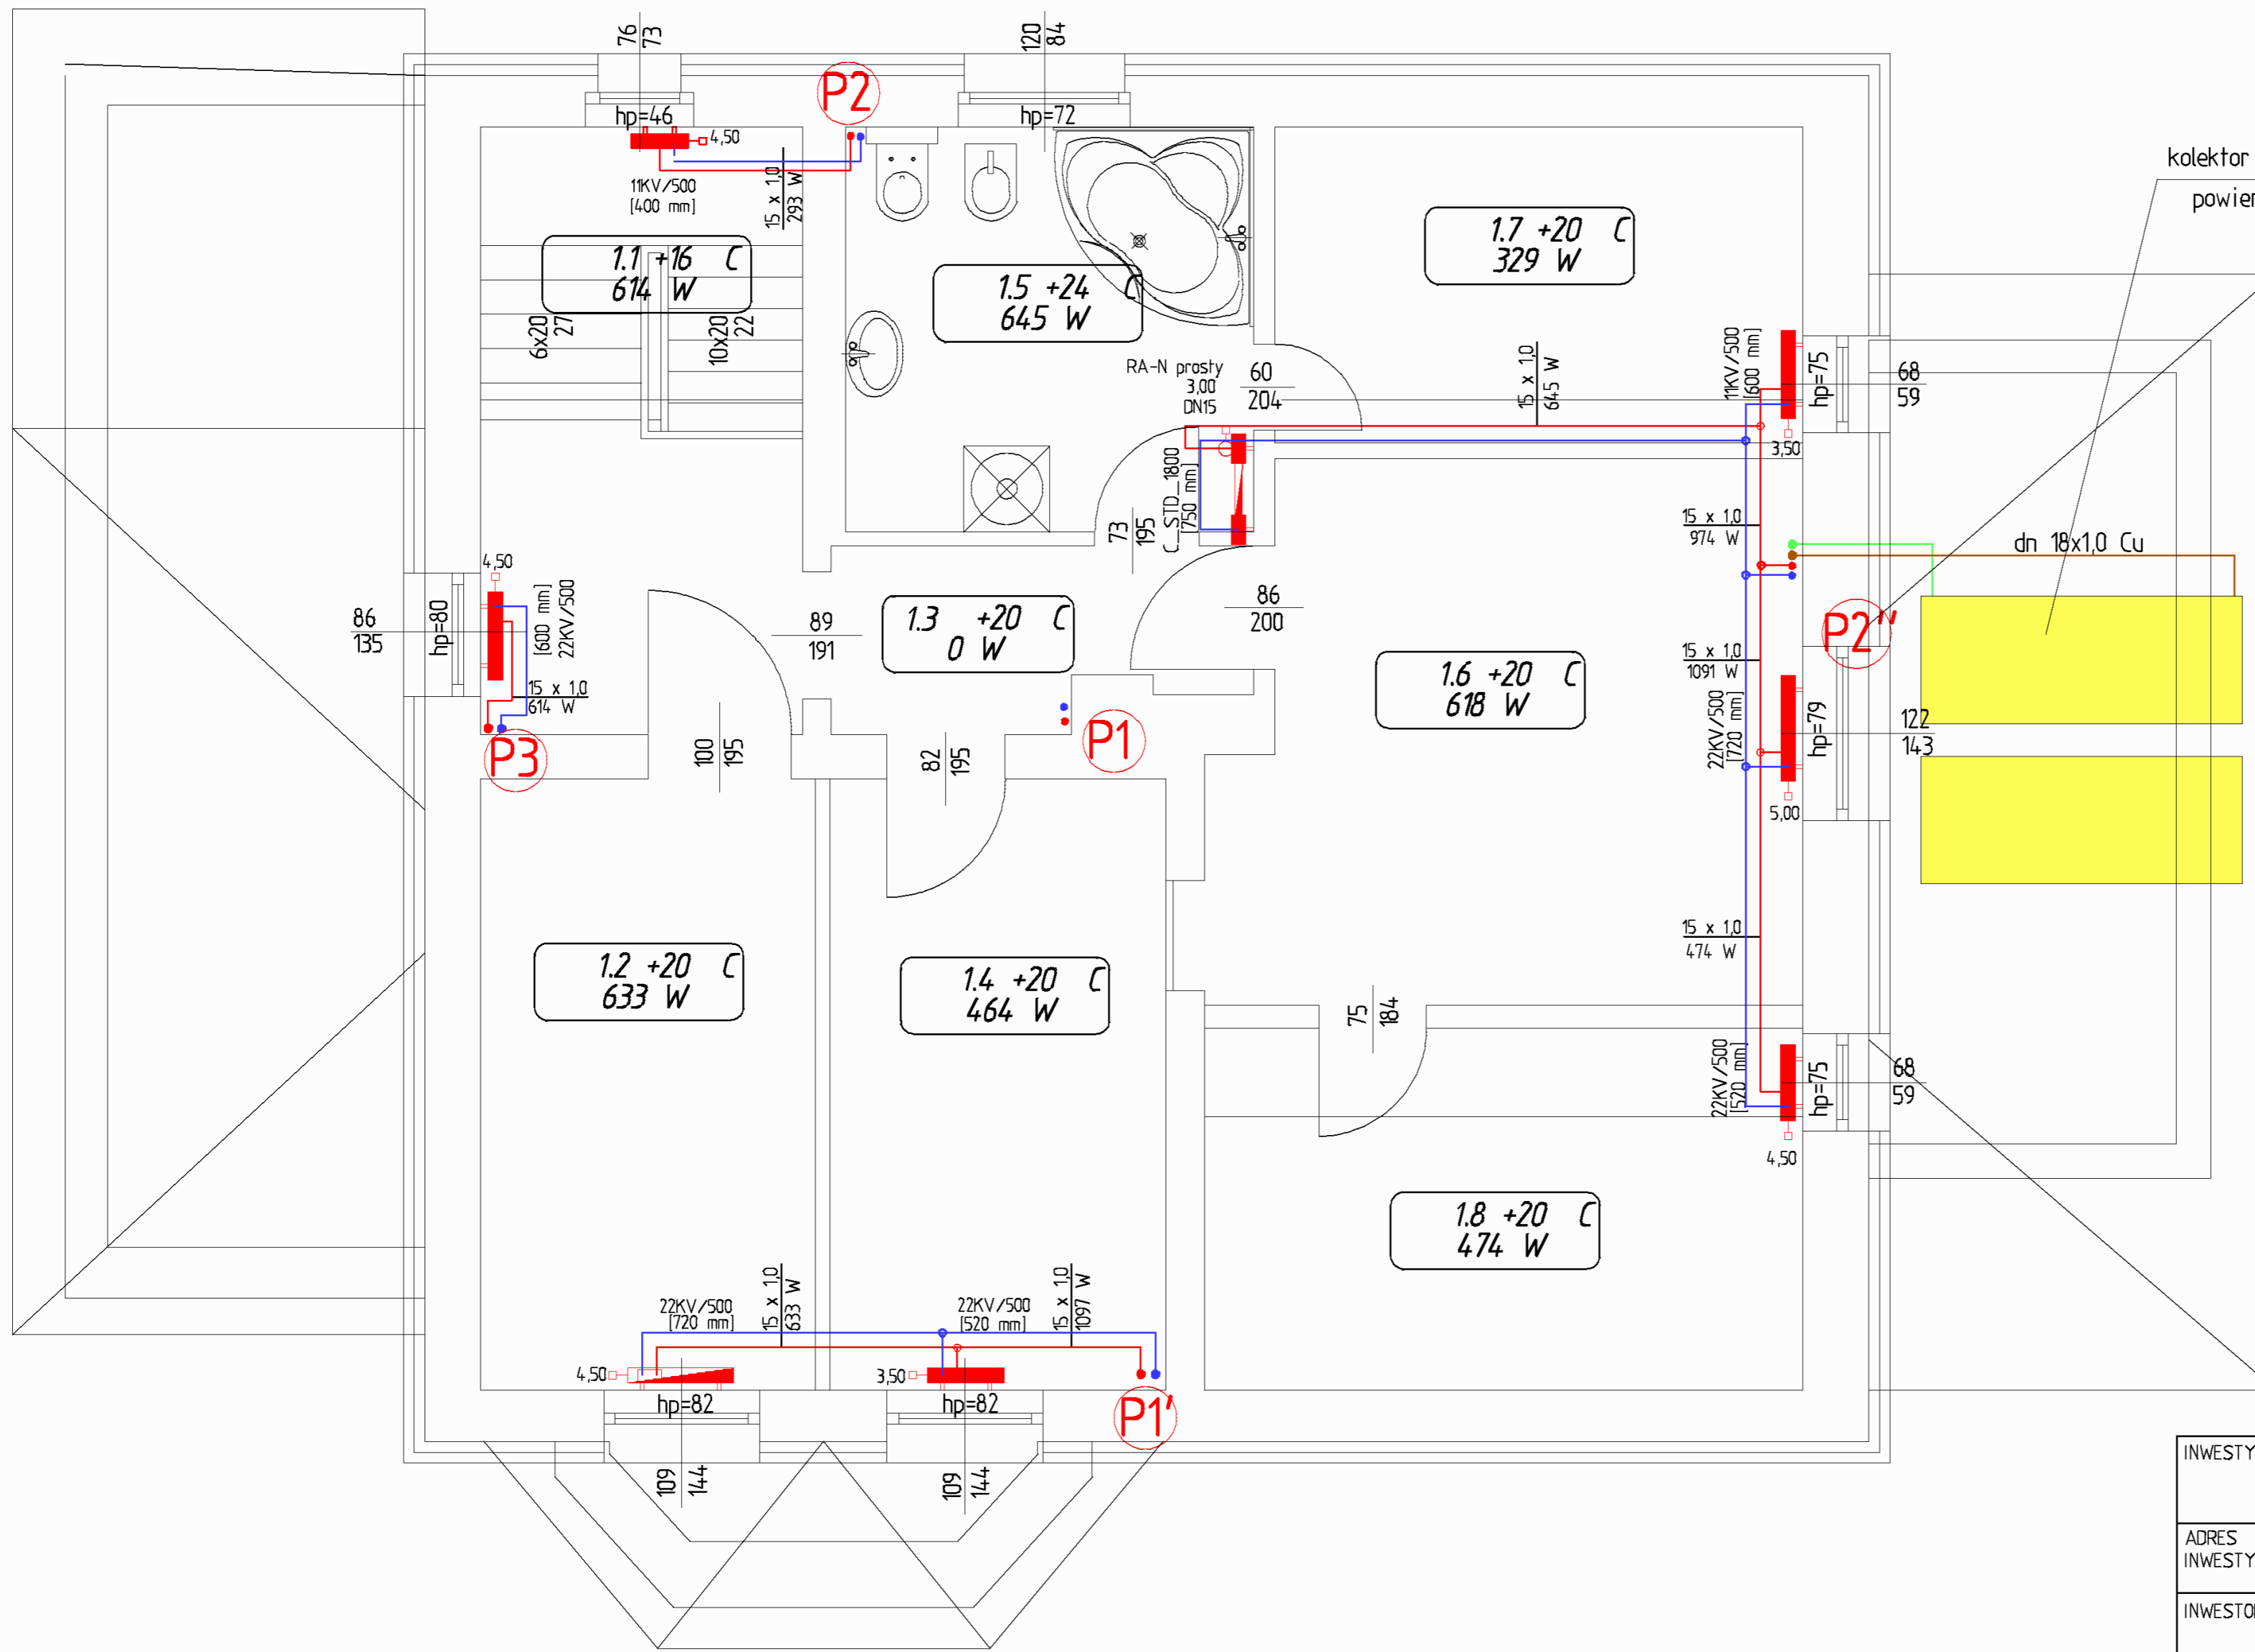 76
73
120
84
P2
hp=46
hp=72
4,50
kolektor
powier
11KV/500
[400 mm]
15 x 1,0
293 W
1.7 +20 C
329 W
1.1 +16 C
614 W
1.5 +24 C
645 W
6x20
27
10x20
22
RA-N prosty
3,00
DN15
60
204
15 x 1,0
645 W
11KV/500
[600 mm]
hp=75
68
59
3,50
C_STD_1800
[750 mm]
73
195
15 x 1,0
974 W
dn 18x1,0 Cu
4,50
86
135
hp=80
[600 mm]
22KV/500
89
191
1.3 +20 C
0 W
86
200
P2"
15 x 1,0
614 W
15 x 1,0
1091 W
1.6 +20 C
618 W
22KV/500
[720 mm]
hp=79
122
143
P3
100
195
82
195
P1
5,00
15 x 1,0
474 W
1.2 +20 C
633 W
1.4 +20 C
464 W
75
184
22KV/500
[520 mm]
hp=75
68
59
4,50
1.8 +20 C
474 W
22KV/500
[720 mm]
15 x 1,0
633 W
22KV/500
[520 mm]
15 x 1,0
1097 W
4,50
3,50
hp=82
hp=82
P1'
109
144
109
144
INWESTY
ADRES
INWESTY
INWESTO